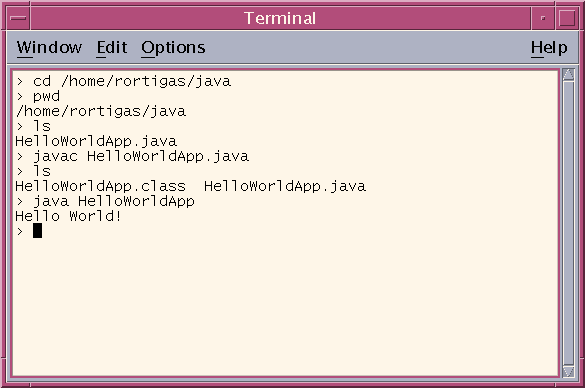 Terminal
Window Edit Options Help
> cd /home/rortigas/java
> pwd
/home/rortigas/java
> ls
HelloWorldApp.java
> javac HelloWorldApp.java
> ls
HelloWorldApp.class  HelloWorldApp.java
> java HelloWorldApp
Hello World!
>